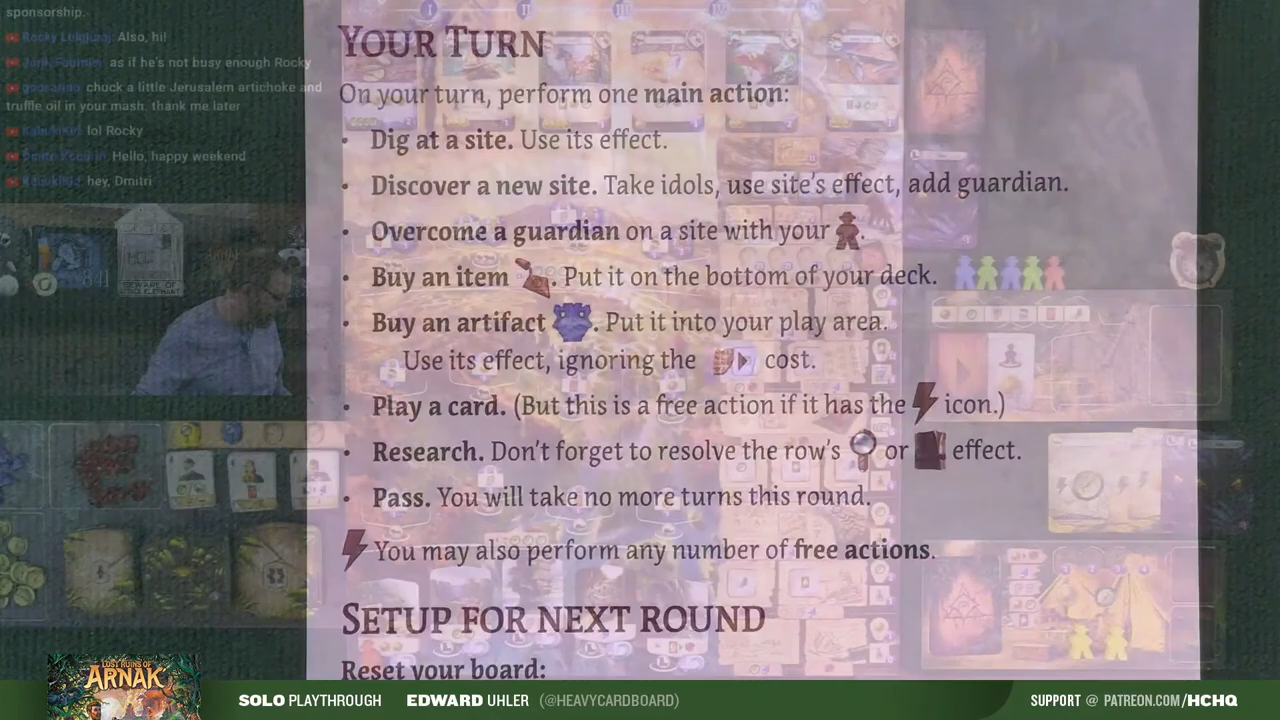 sponsorship.
Also, hi!
as if he's not busy enough Rocky
chuck a little Jerusalem artichoke and
truffle oil in your mash. thank me later
lol Rocky
Hello, happy weekend
hey, Dmitri
YOUR TURN
On your turn, perform one main action:
• Dig at a site. Use its effect.
• Discover a new site. Take idols, use site's effect, add guardian.
• Overcome a guardian on a site with your
• Buy an item . Put it on the bottom of your deck.
• Buy an artifact . Put it into your play area.
Use its effect, ignoring the cost.
• Play a card. (But this is a free action if it has the icon.)
• Research. Don't forget to resolve the row's or effect.
• Pass. You will take no more turns this round.
You may also perform any number of free actions.
SETUP FOR NEXT ROUND
Reset your board:
LOST RUINS OF
ARNAK
SOLO PLAYTHROUGH EDWARD UHLER (@HEAVYCARDBOARD)
SUPPORT @ PATREON.COM/HCHQ